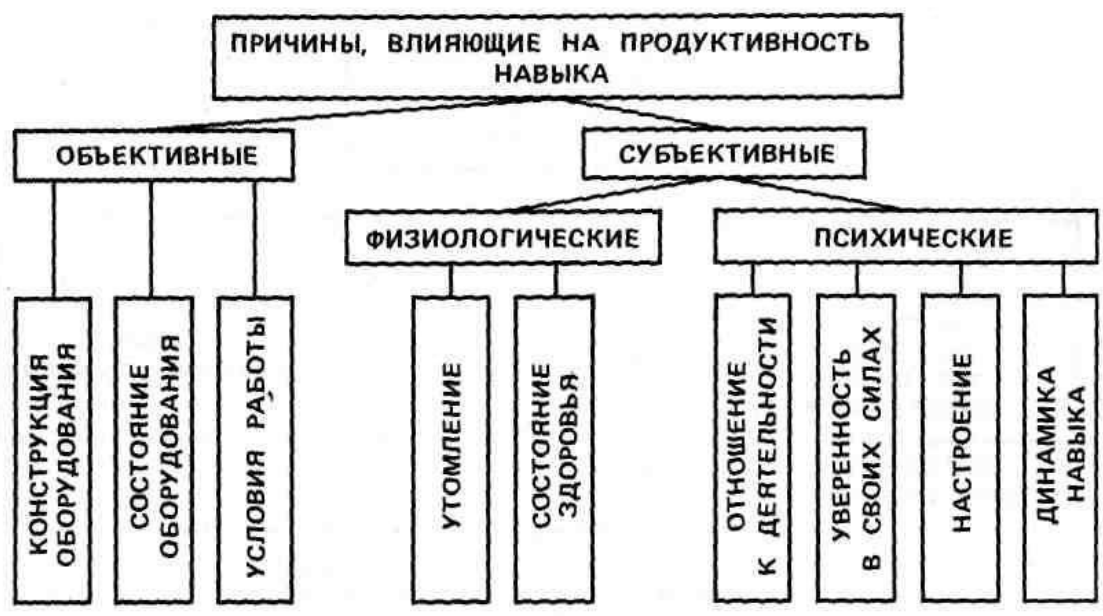 ПРИЧИНЫ, ВЛИЯЮЩИЕ НА ПРОДУКТИВНОСТЬ
НАВЫКА
ОБЪЕКТИВНЫЕ
СУБЪЕКТИВНЫЕ
ФИЗИОЛОГИЧЕСКИЕ
ПСИХИЧЕСКИЕ
КОНСТРУКЦИЯ
ОБОРУДОВАНИЯ
СОСТОЯНИЕ
ОБОРУДОВАНИЯ
УСЛОВИЯ РАБОТЫ
УТОМЛЕНИЕ
СОСТОЯНИЕ
ЗДОРОВЬЯ
ОТНОШЕНИЕ
К ДЕЯТЕЛЬНОСТИ
УВЕРЕННОСТЬ
В СВОИХ СИЛАХ
НАСТРОЕНИЕ
ДИНАМИКА
НАВЫКА